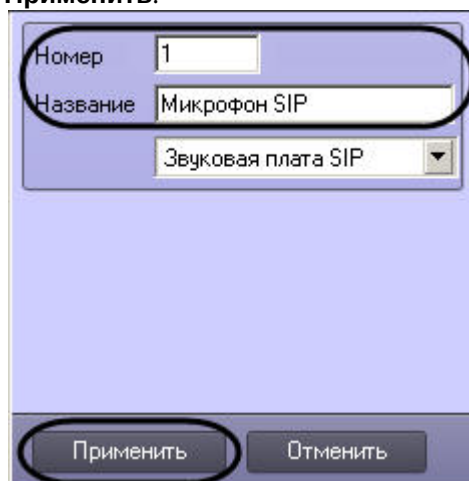 Применить.
Номер 1
Название Микрофон SIP
Звуковая плата SIP
Применить Отменить